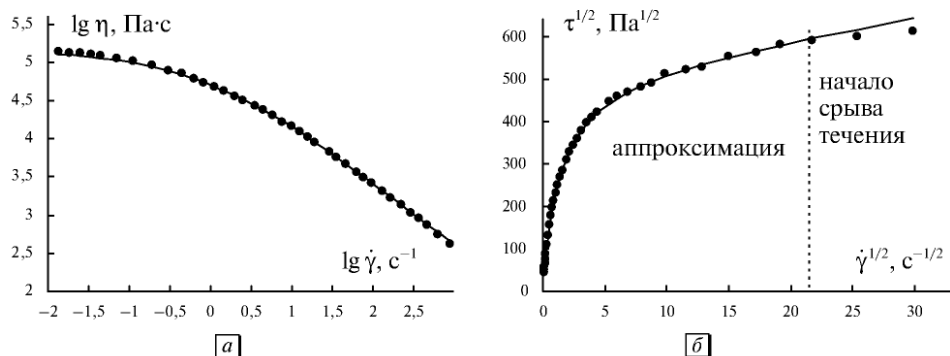 lg η, Па·с
5,5
5
4,5
4
3,5
3
2,5
2
lg γ̇, с⁻¹
−2 −1,5 −1 −0,5 0 0,5 1 1,5 2 2,5
а
τ^1/2, Па^1/2
600
500
400
300
200
100
0
начало
срыва
течения
аппроксимация
γ̇^1/2, с^−1/2
0 5 10 15 20 25 30
б